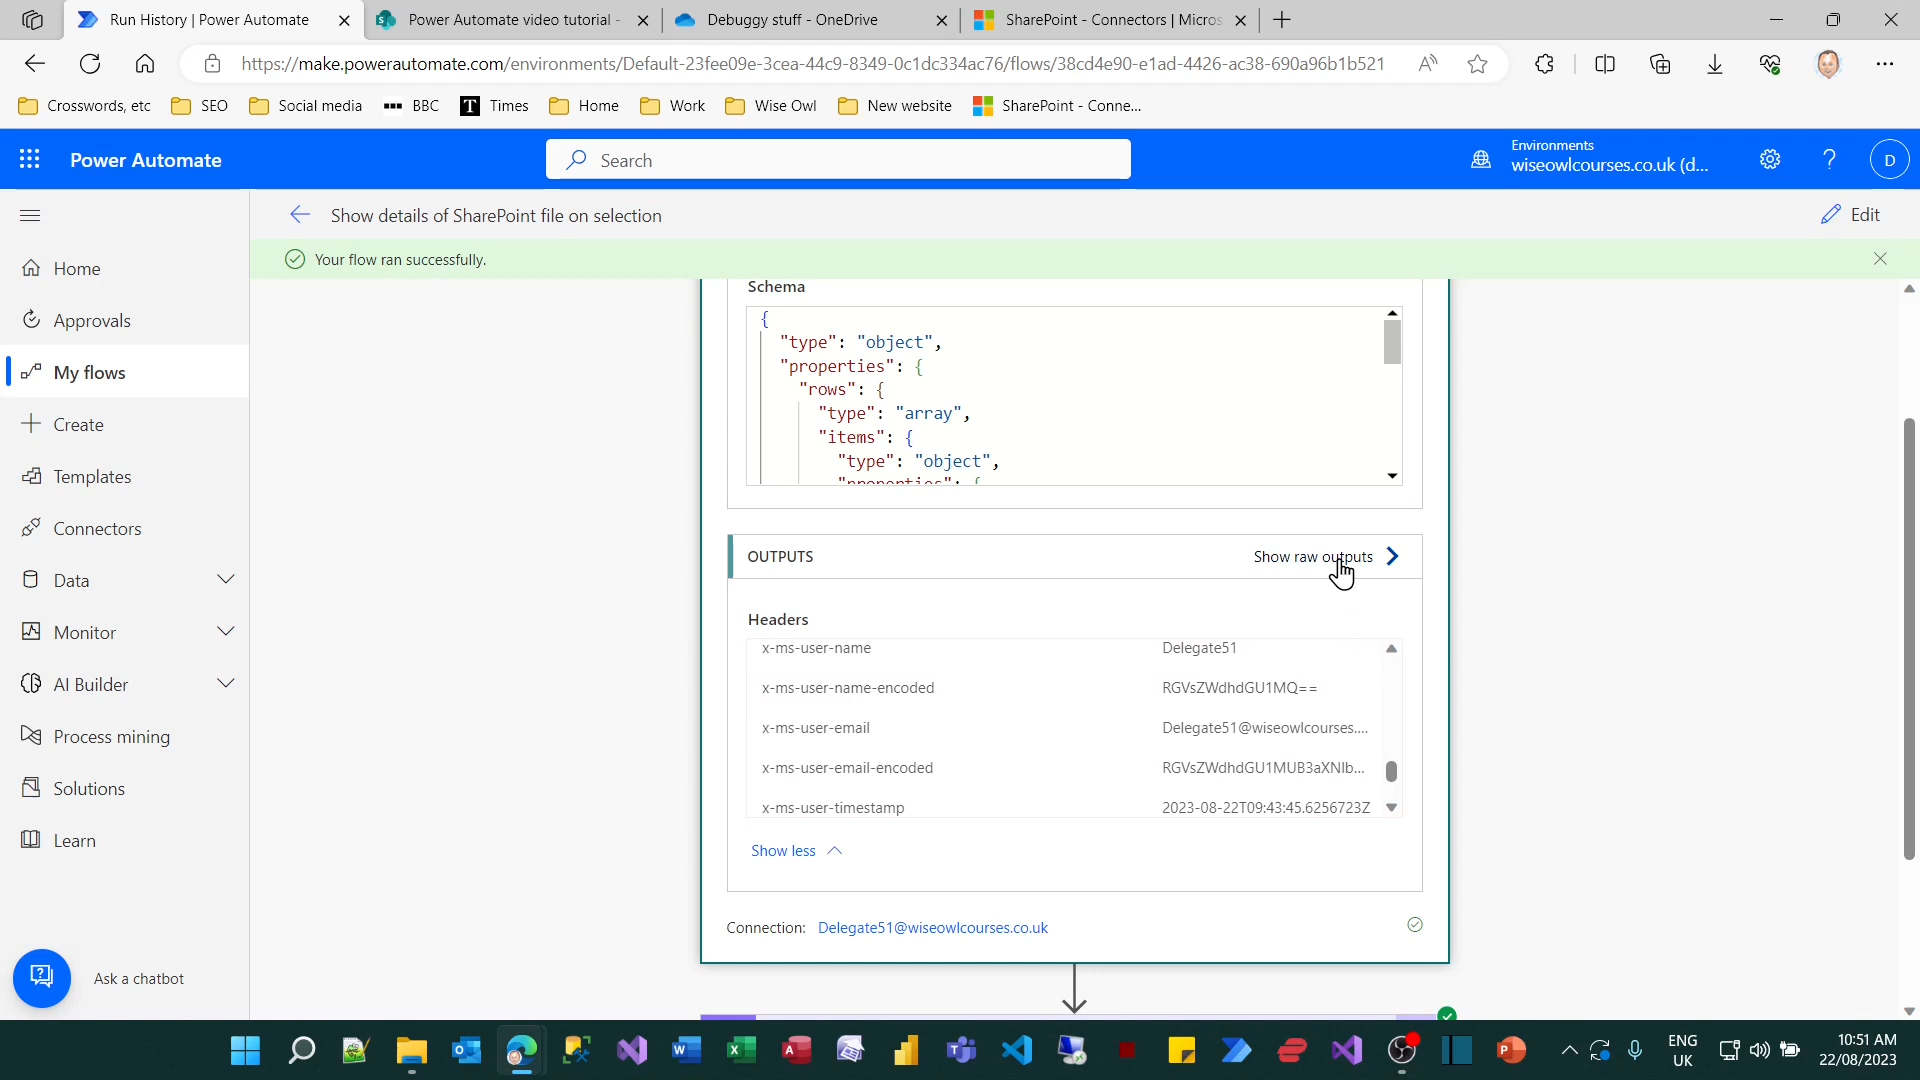 Run History | Power Automate
Power Automate video tutorial -
Debuggy stuff - OneDrive
SharePoint - Connectors | Micros
https://make.powerautomate.com/environments/Default-23fee09e-3cea-44c9-8349-0c1dc334ac76/flows/38cd4e90-e1ad-4426-ac38-690a96b1b521
Crosswords, etc
SEO
Social media
BBC
T
Times
Home
Work
Wise Owl
New website
SharePoint - Conne...
Power Automate
Search
Environments
wiseowlcourses.co.uk (d...
D
Show details of SharePoint file on selection
Edit
Your flow ran successfully.
Home
Approvals
My flows
Create
Templates
Connectors
Data
Monitor
AI Builder
Process mining
Solutions
Learn
Ask a chatbot
Schema
{
"type": "object",
"properties": {
"rows": {
"type": "array",
"items": {
"type": "object",
"properties": {
OUTPUTS
Show raw outputs
Headers
x-ms-user-name Delegate51
x-ms-user-name-encoded RGVsZWdhdGU1MQ==
x-ms-user-email Delegate51@wiseowlcourses....
x-ms-user-email-encoded RGVsZWdhdGU1MUB3aXNlb...
x-ms-user-timestamp 2023-08-22T09:43:45.6256723Z
Show less
Connection: Delegate51@wiseowlcourses.co.uk
ENG
UK
10:51 AM
22/08/2023